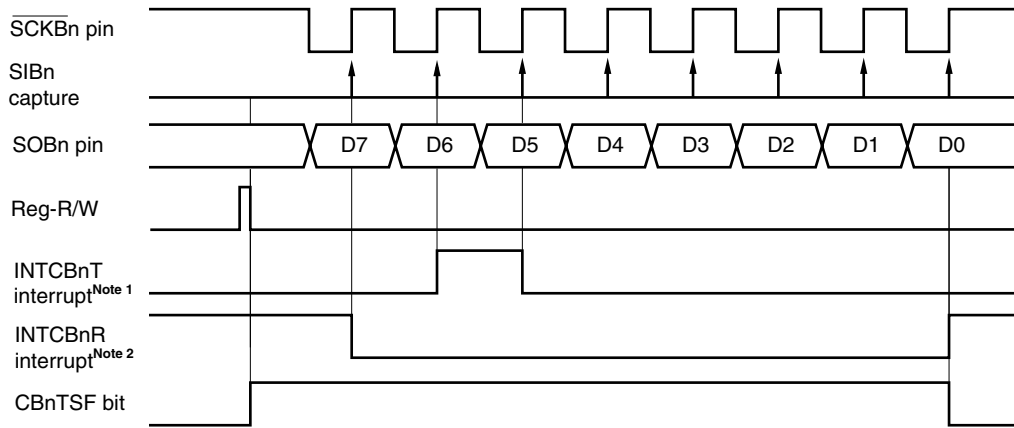 SCKBn pin
SIBn
capture
SOBn pin
D7 D6 D5 D4 D3 D2 D1 D0
Reg-R/W
INTCBnT
interruptNote 1
INTCBnR
interruptNote 2
CBnTSF bit